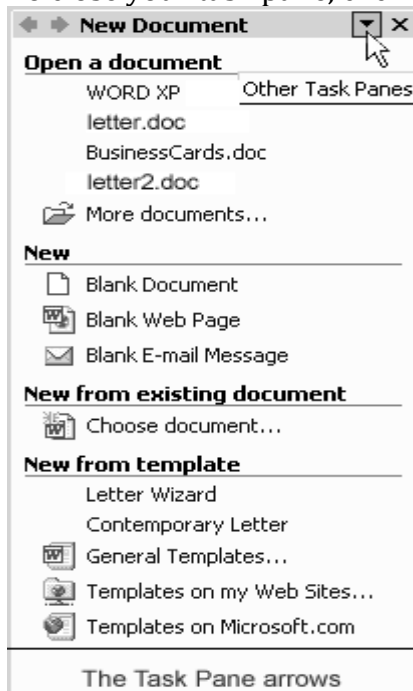 New Document
Open a document
Other Task Panes
WORD XP
letter.doc
BusinessCards.doc
letter2.doc
More documents...
New
Blank Document
Blank Web Page
Blank E-mail Message
New from existing document
Choose document...
New from template
Letter Wizard
Contemporary Letter
General Templates...
Templates on my Web Sites...
Templates on Microsoft.com
The Task Pane arrows